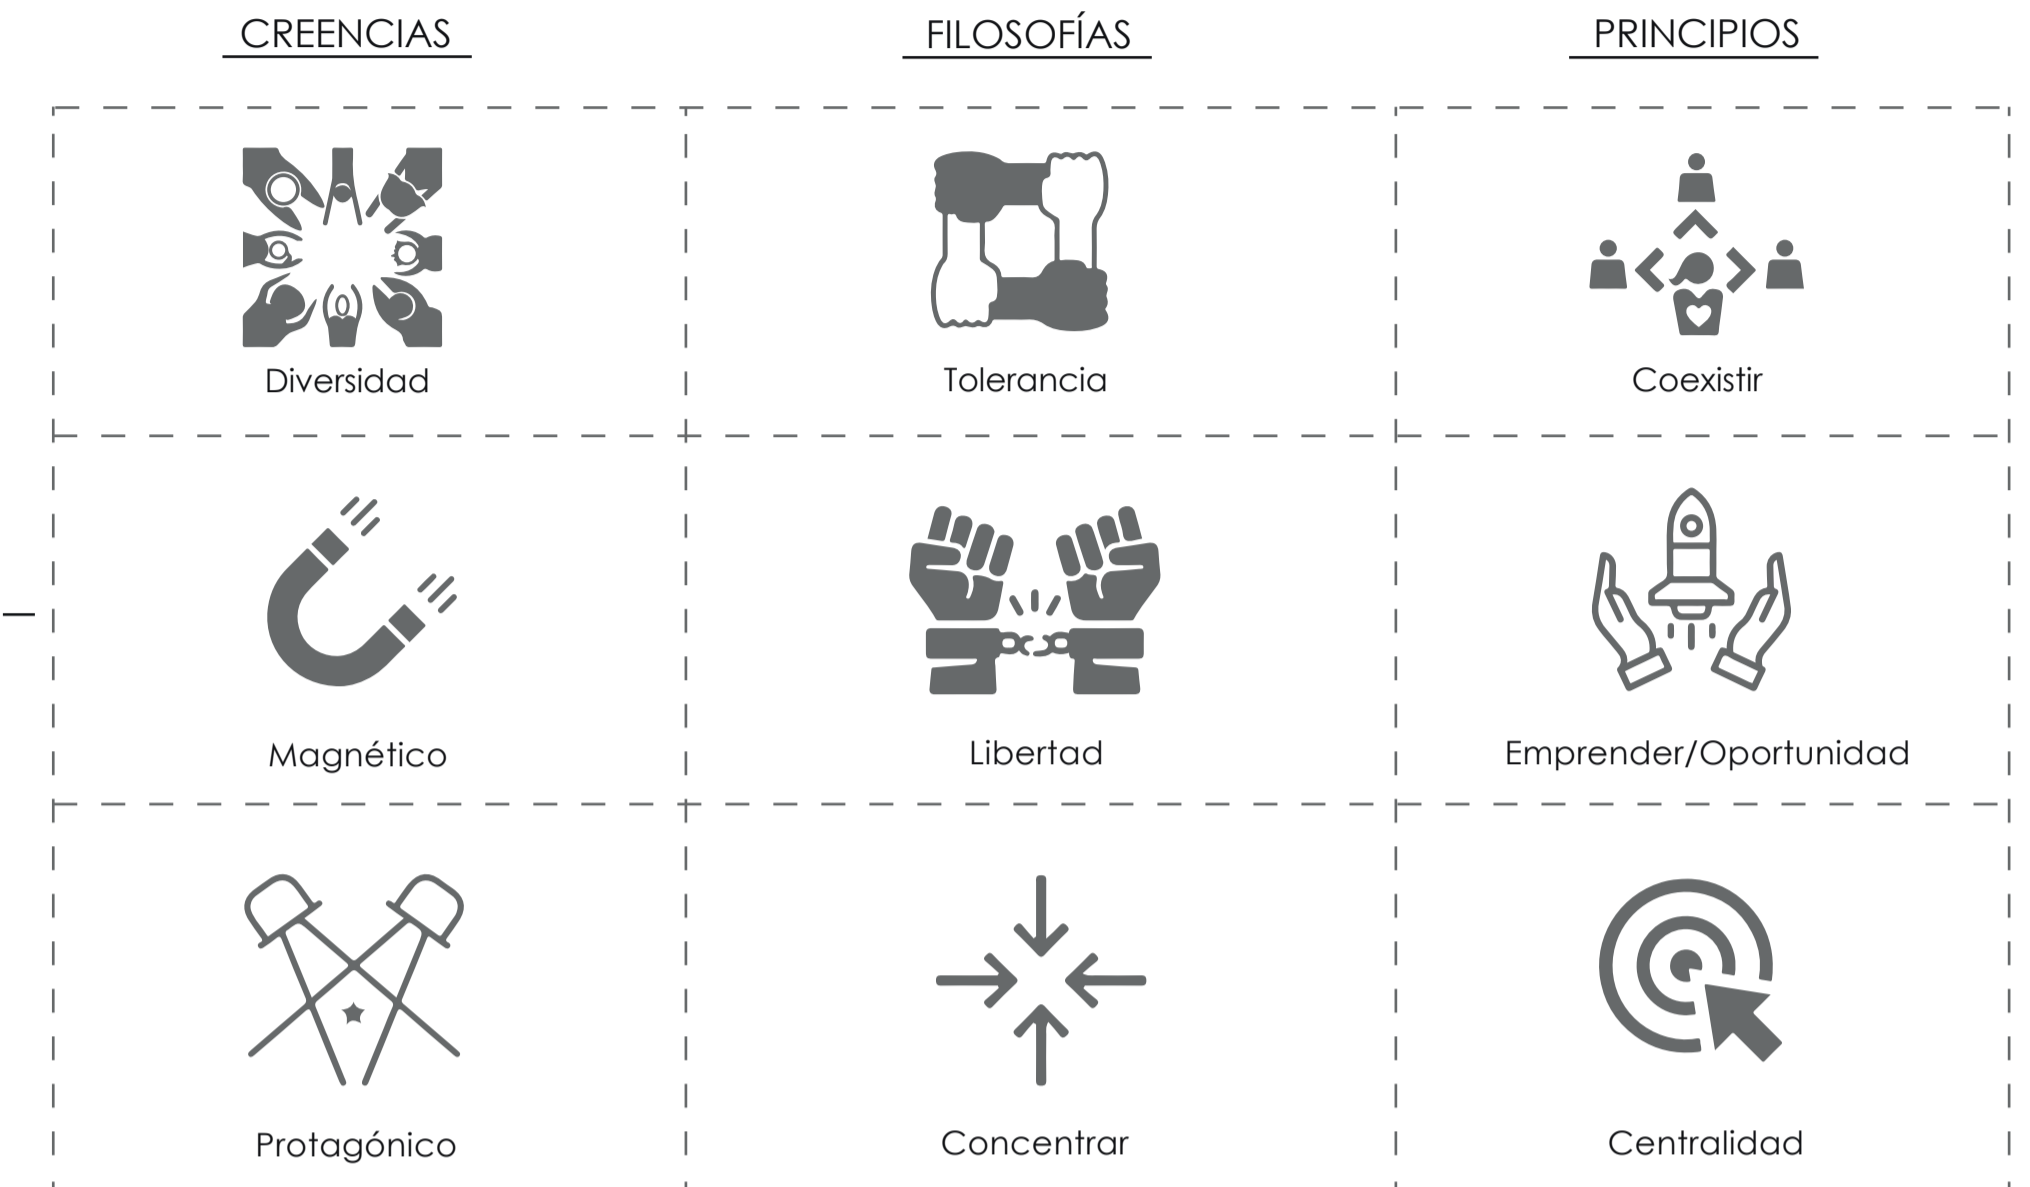 CREENCIAS
FILOSOFÍAS
PRINCIPIOS
Diversidad
Tolerancia
Coexistir
Magnético
Libertad
Emprender/Oportunidad
Protagónico
Concentrar
Centralidad